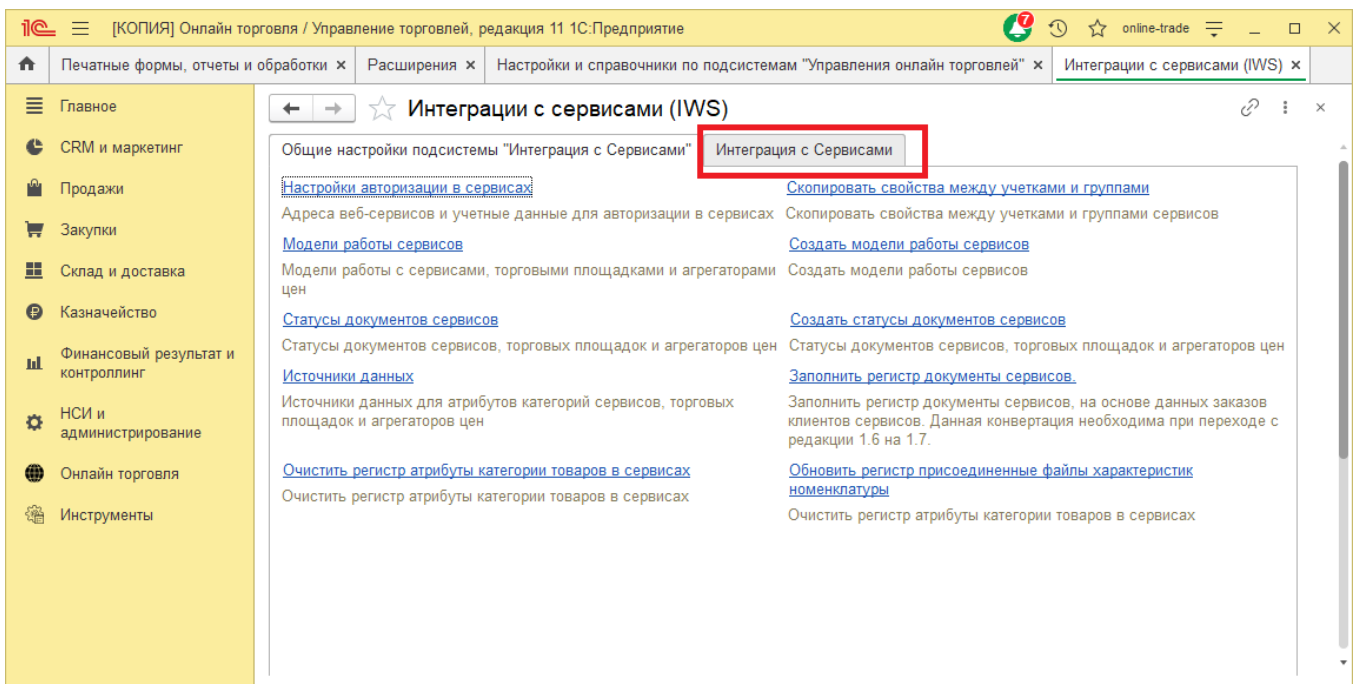 1С [КОПИЯ] Онлайн торговля / Управление торговлей, редакция 11 1С:Предприятие 7 online-trade
Печатные формы, отчеты и обработки × Расширения × Настройки и справочники по подсистемам "Управления онлайн торговлей" × Интеграции с сервисами (IWS) ×
Главное
CRM и маркетинг
Продажи
Закупки
Склад и доставка
Казначейство
Финансовый результат и
контроллинг
НСИ и
администрирование
Онлайн торговля
Инструменты
Интеграции с сервисами (IWS)
Общие настройки подсистемы "Интеграция с Сервисами" Интеграция с Сервисами
Настройки авторизации в сервисах
Адреса веб-сервисов и учетные данные для авторизации в сервисах
Модели работы сервисов
Модели работы с сервисами, торговыми площадками и агрегаторами
цен
Статусы документов сервисов
Статусы документов сервисов, торговых площадок и агрегаторов цен
Источники данных
Источники данных для атрибутов категорий сервисов, торговых
площадок и агрегаторов цен
Очистить регистр атрибуты категории товаров в сервисах
Очистить регистр атрибуты категории товаров в сервисах
Скопировать свойства между учетками и группами
Скопировать свойства между учетками и группами сервисов
Создать модели работы сервисов
Создать модели работы сервисов
Создать статусы документов сервисов
Статусы документов сервисов, торговых площадок и агрегаторов цен
Заполнить регистр документы сервисов.
Заполнить регистр документы сервисов, на основе данных заказов
клиентов сервисов. Данная конвертация необходима при переходе с
редакции 1.6 на 1.7.
Обновить регистр присоединенные файлы характеристик
номенклатуры
Очистить регистр атрибуты категории товаров в сервисах